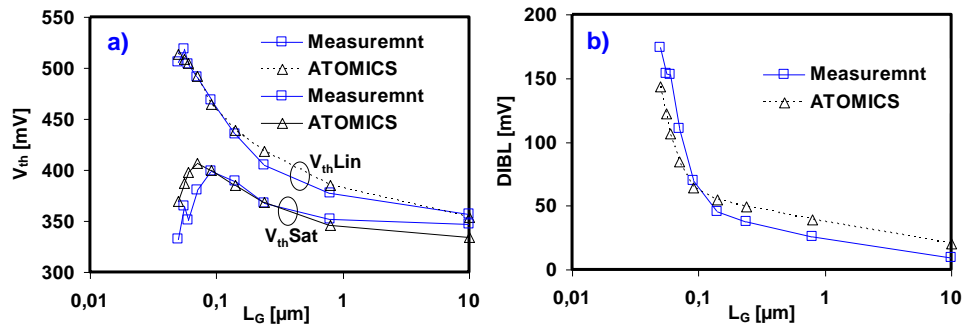 a)
Measuremnt
ATOMICS
Measuremnt
ATOMICS
VthLin
VthSat
Vth [mV]
550
500
450
400
350
300
0,01
0,1
1
10
LG [µm]
b)
Measuremnt
ATOMICS
DIBL [mV]
200
150
100
50
0
0,01
0,1
1
10
LG [µm]